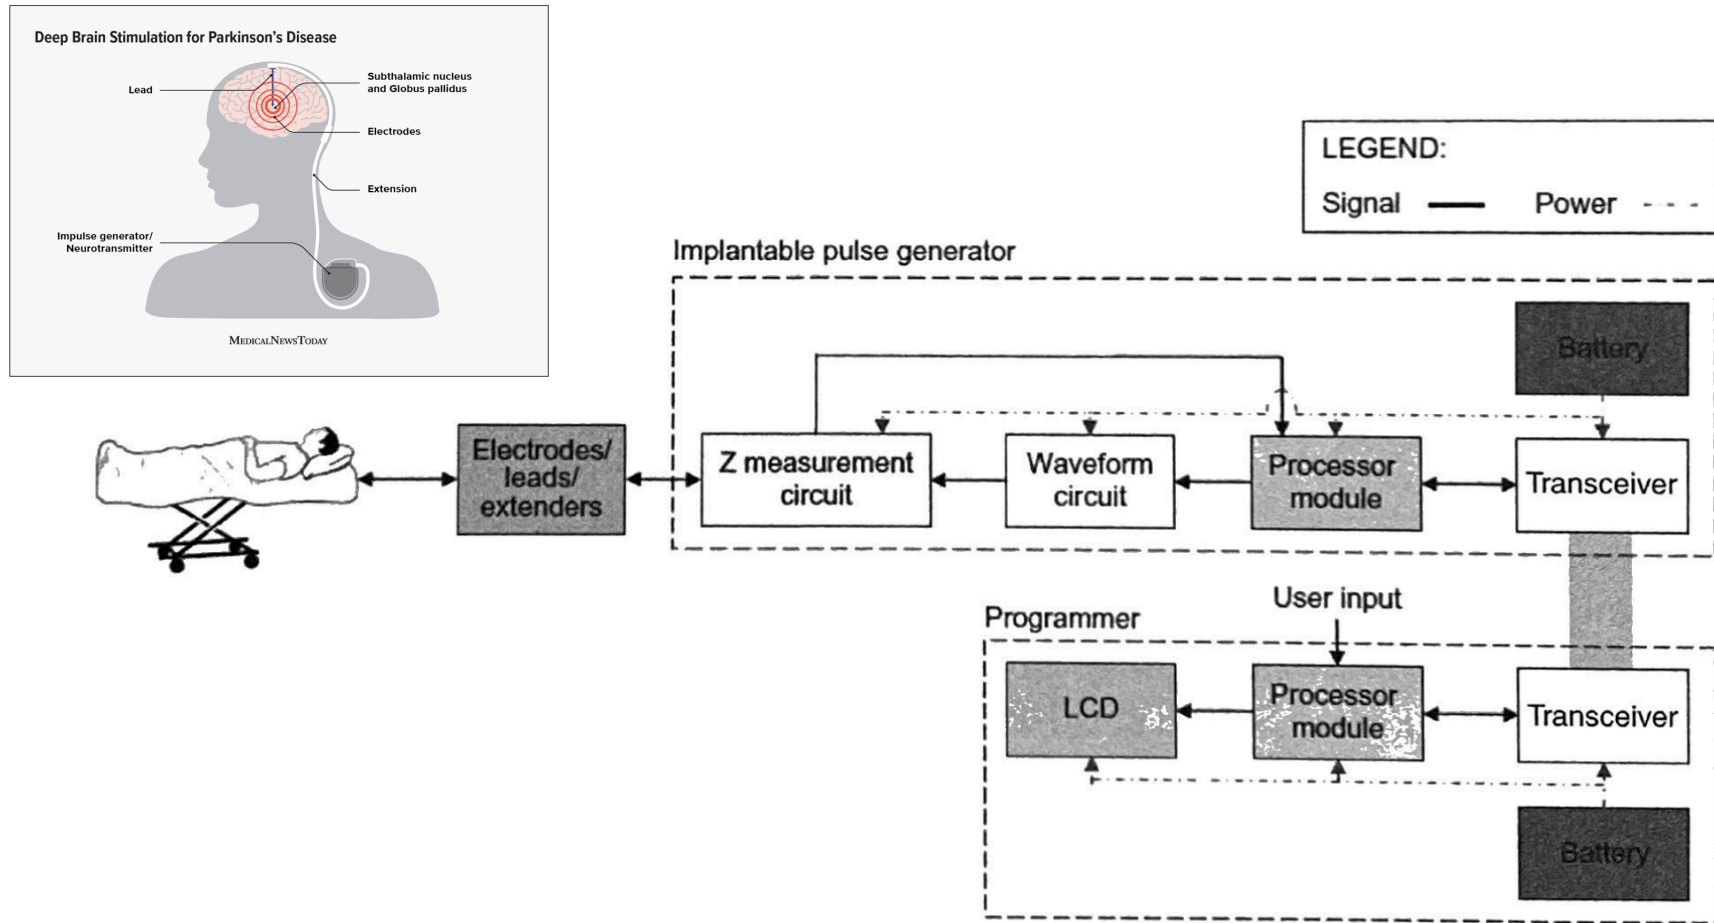 Deep Brain Stimulation for Parkinson's Disease
Lead
Subthalamic nucleus
and Globus pallidus
Electrodes
Extension
Impulse generator/
Neurotransmitter
MEDICALNEWSTODAY
LEGEND:
Signal
Power
Implantable pulse generator
Battery
Electrodes/
leads/
extenders
Z measurement
circuit
Waveform
circuit
Processor
module
Transceiver
User input
Programmer
LCD
Processor
module
Transceiver
Battery